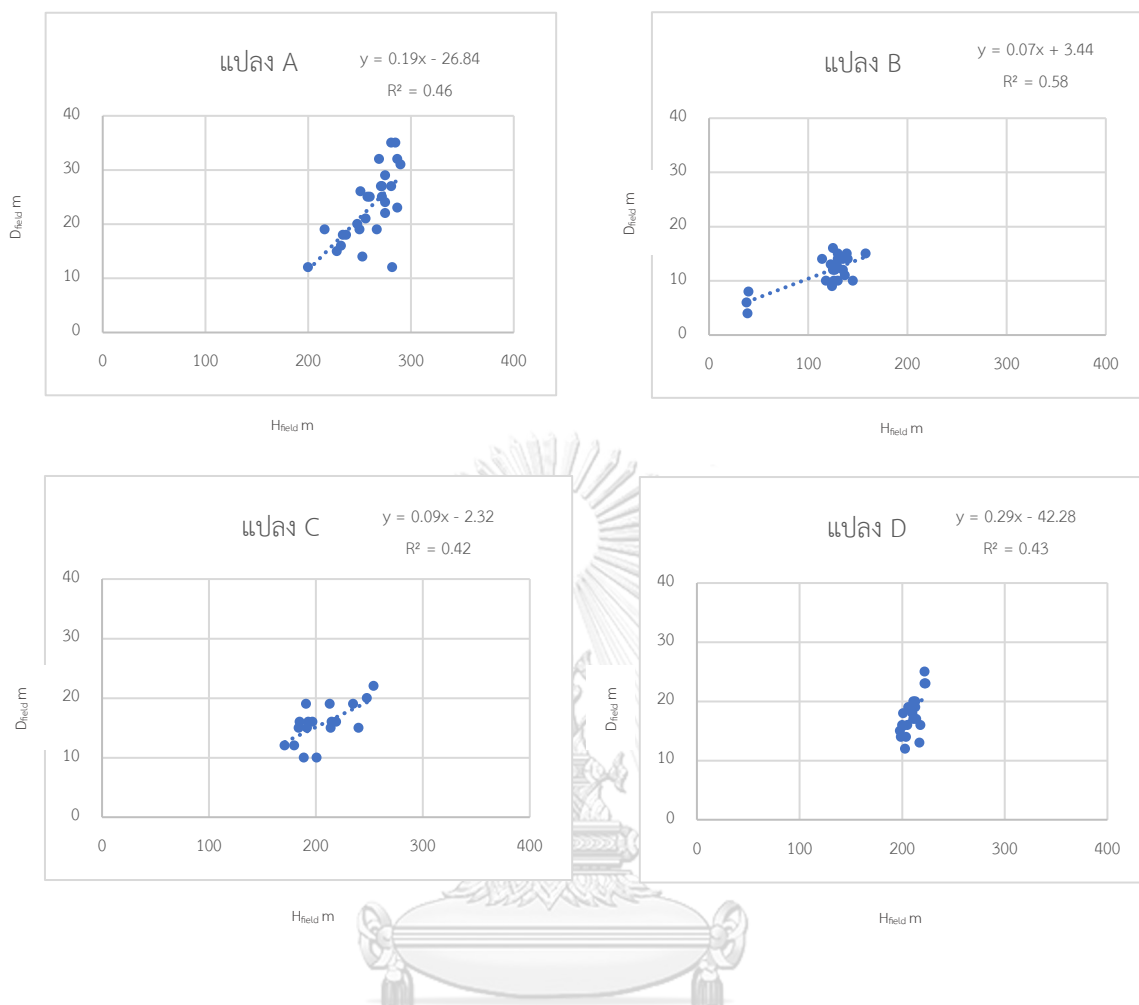 แปลง A
y = 0.19x - 26.84
R² = 0.46
40
30
20
10
0
0 100 200 300 400
Dfield m
Hfield m
แปลง B
y = 0.07x + 3.44
R² = 0.58
40
30
20
10
0
0 100 200 300 400
Dfield m
Hfield m
แปลง C
y = 0.09x - 2.32
R² = 0.42
40
30
20
10
0
0 100 200 300 400
Dfield m
Hfield m
แปลง D
y = 0.29x - 42.28
R² = 0.43
40
30
20
10
0
0 100 200 300 400
Dfield m
Hfield m